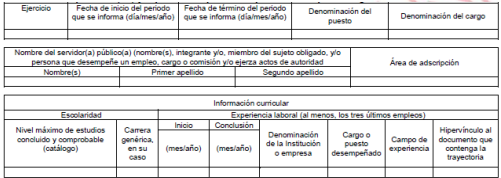 Ejercicio
Fecha de inicio del periodo
que se informa (día/mes/año)
Fecha de término del periodo
que se informa (día/mes/año)
Denominación del
puesto
Denominación del cargo
Nombre del servidor(a) público(a) (nombre(s), integrante y/o, miembro del sujeto obligado, y/o
persona que desempeñe un empleo, cargo o comisión y/o ejerza actos de autoridad
Área de adscripción
Nombre(s)
Primer apellido
Segundo apellido
Información curricular
Escolaridad
Experiencia laboral (al menos, los tres últimos empleos)
Nivel máximo de estudios
concluido y comprobable
(catálogo)
Carrera
genérica,
en su
caso
Inicio
(mes/año)
Conclusión
(mes/año)
Denominación
de la Institución
o empresa
Cargo o
puesto
desempeñado
Campo de
experiencia
Hipervínculo al
documento que
contenga la
trayectoria